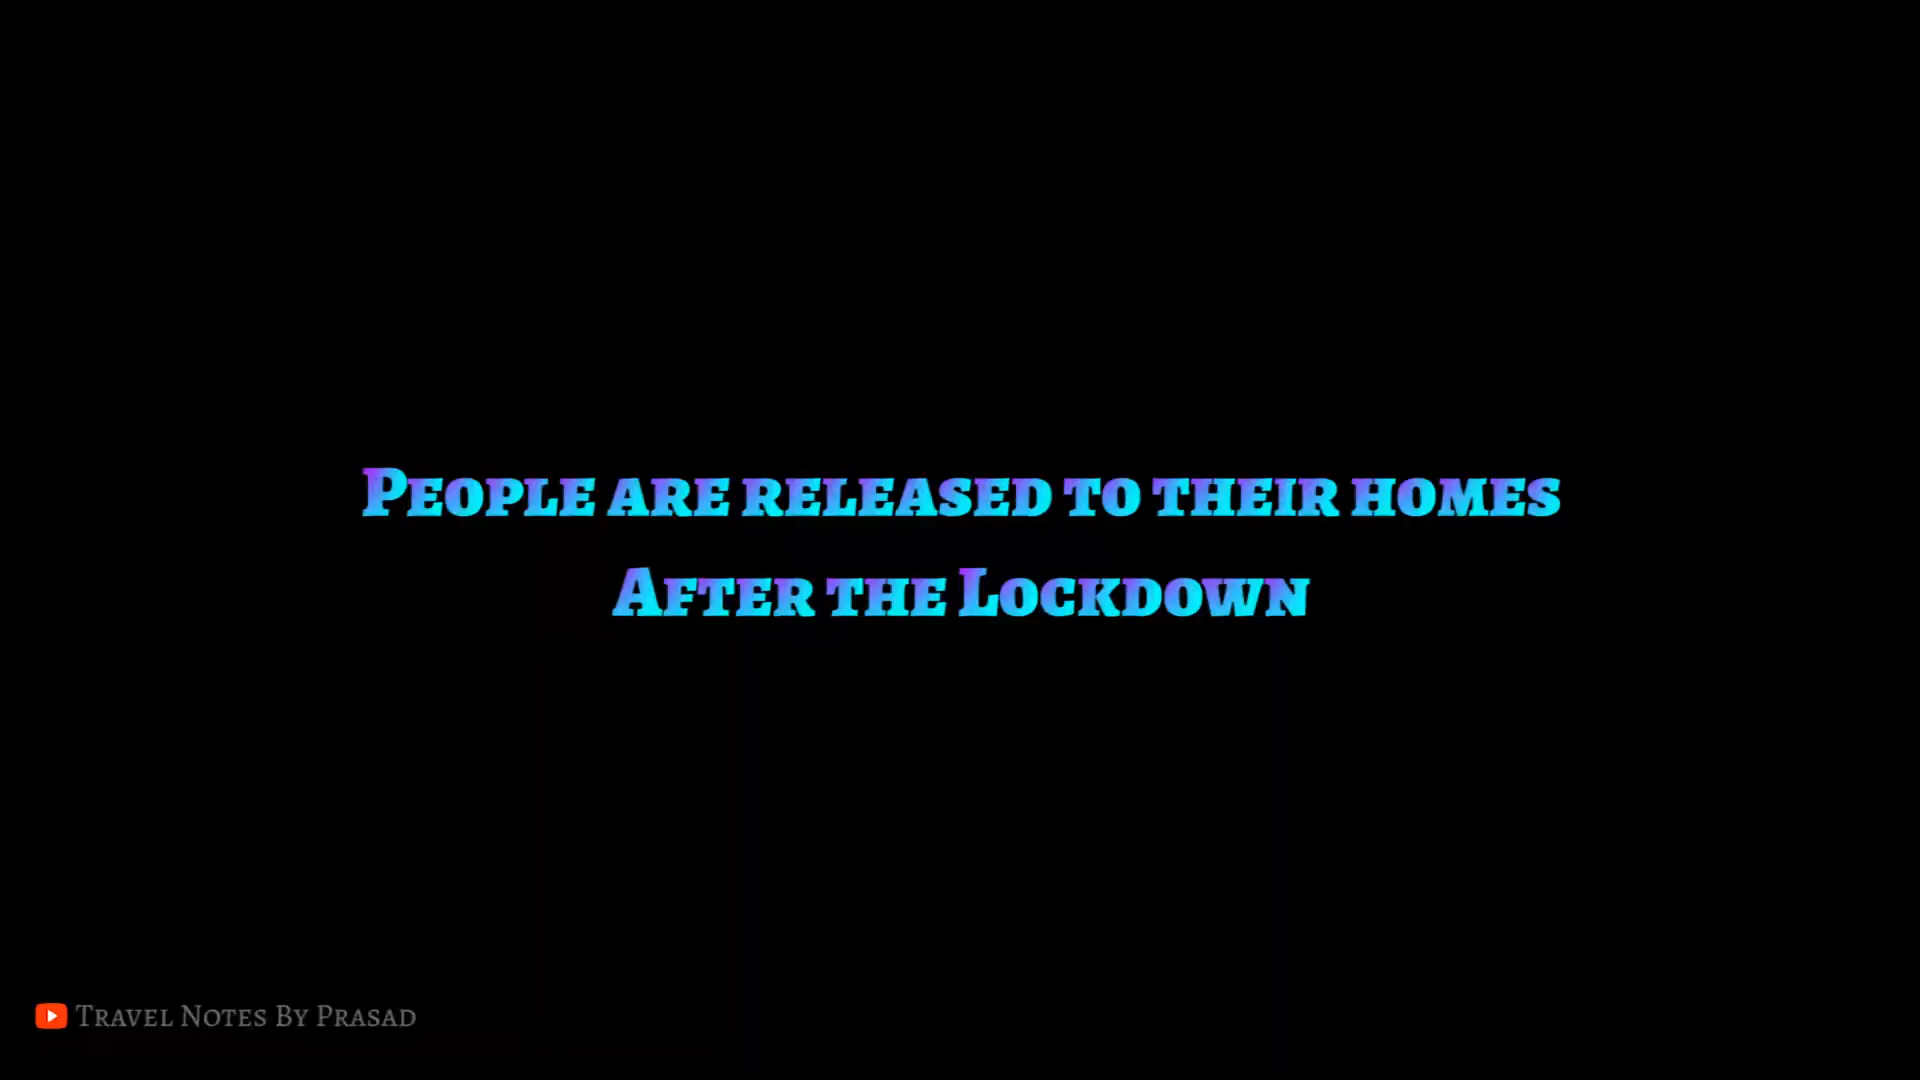 People are released to their homes
After the Lockdown
Travel Notes By Prasad